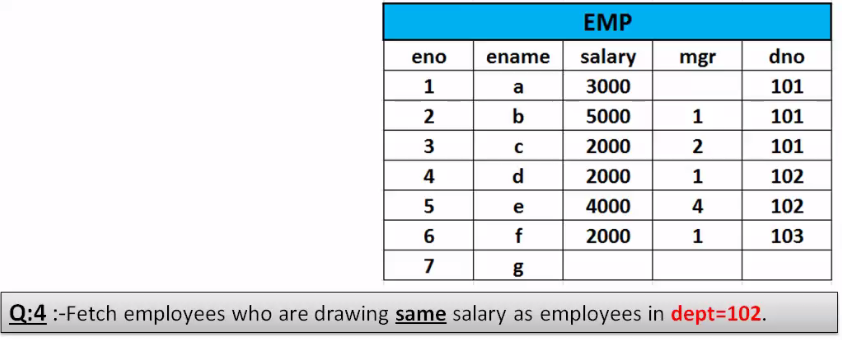 EMP
eno ename salary mgr dno
1 a 3000 101
2 b 5000 1 101
3 c 2000 2 101
4 d 2000 1 102
5 e 4000 4 102
6 f 2000 1 103
7 g
Q:4 :-Fetch employees who are drawing same salary as employees in dept=102.